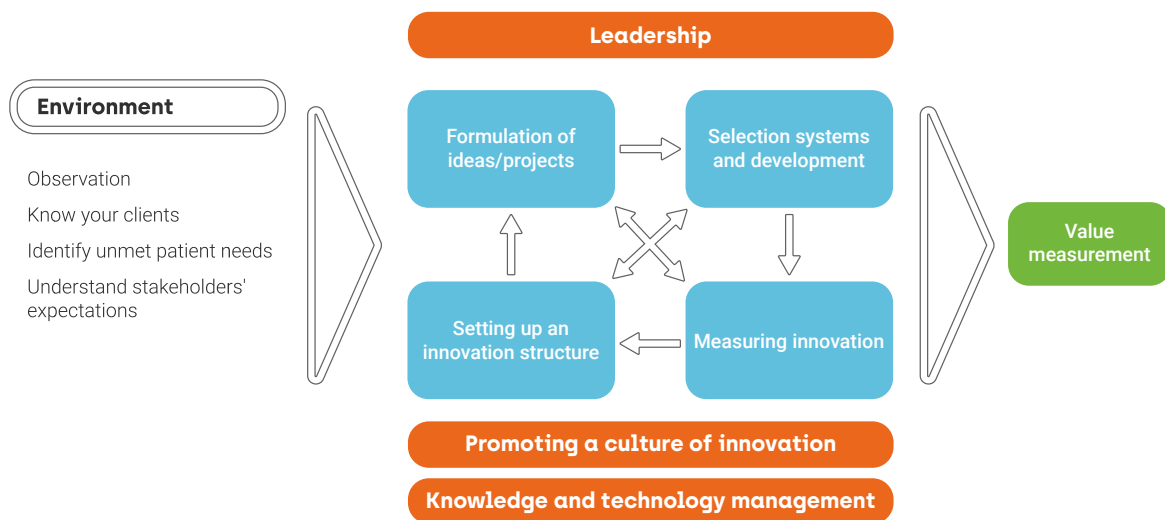 Leadership
Environment
Observation
Know your clients
Identify unmet patient needs
Understand stakeholders'
expectations
Formulation of
ideas/projects
Selection systems
and development
Setting up an
innovation structure
Measuring innovation
Value
measurement
Promoting a culture of innovation
Knowledge and technology management